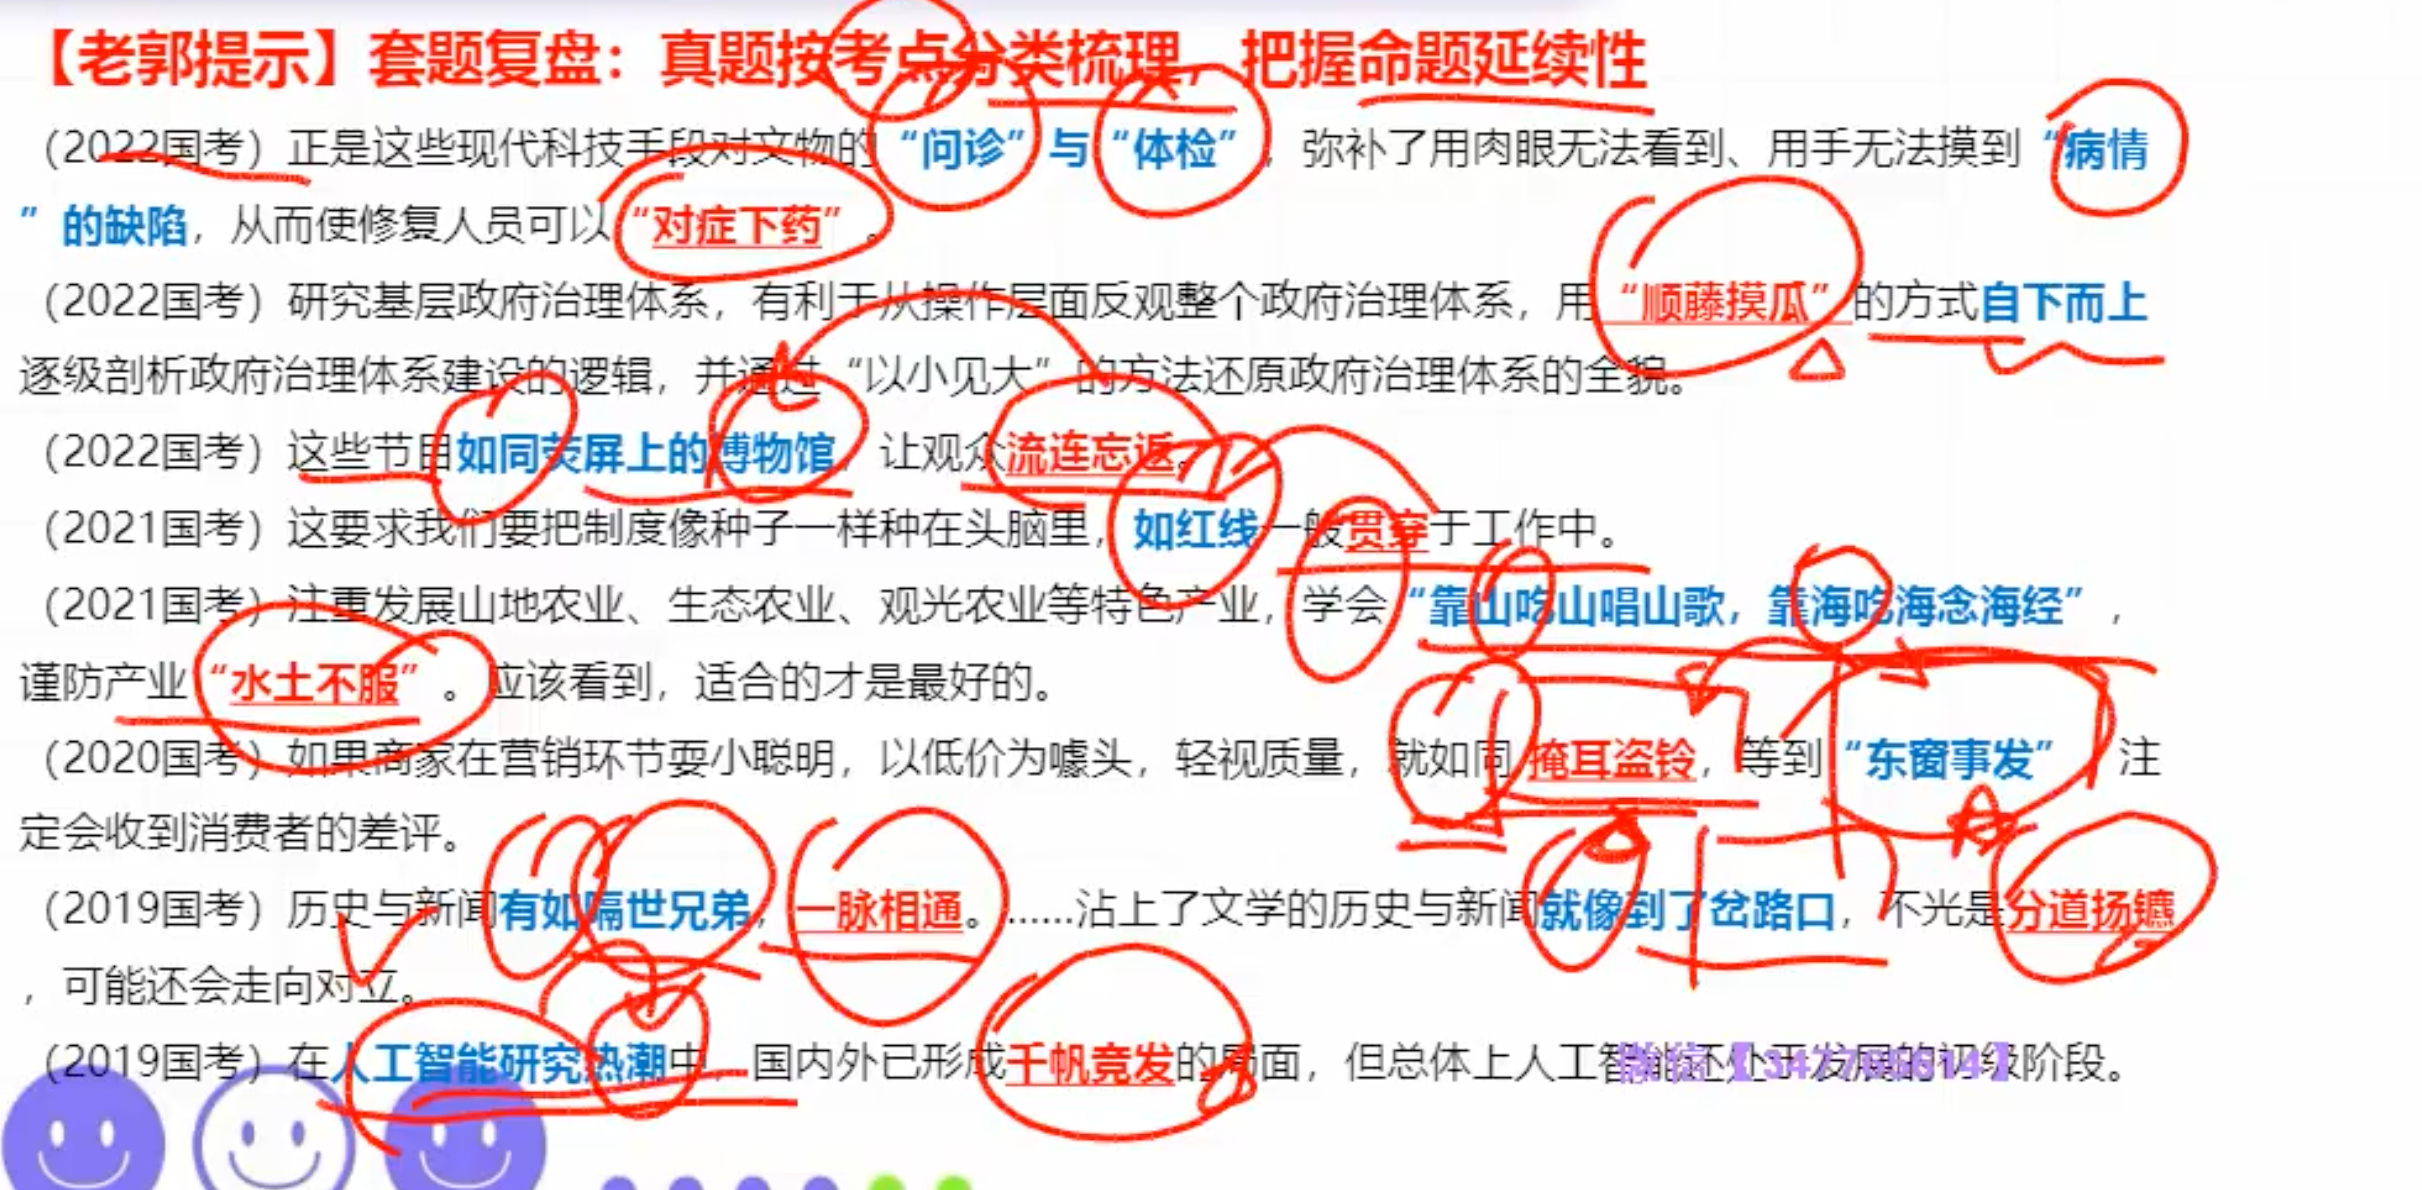 【老郭提示】套题复盘：真题按考点分类梳理，把握命题延续性
（2022国考）正是这些现代科技手段对文物的“问诊”与“体检”，弥补了用肉眼无法看到、用手无法摸到“病情
”的缺陷，从而使修复人员可以“对症下药”。
（2022国考）研究基层政府治理体系，有利于从操作层面反观整个政府治理体系，用“顺藤摸瓜”的方式自下而上
逐级剖析政府治理体系建设的逻辑，并通过“以小见大”的方法还原政府治理体系的全貌。
（2022国考）这些节目如同荧屏上的博物馆，让观众流连忘返。
（2021国考）这要求我们要把制度像种子一样种在头脑里，如红线一般贯穿于工作中。
（2021国考）注重发展山地农业、生态农业、观光农业等特色产业，学会“靠山吃山唱山歌，靠海吃海念海经”，
谨防产业“水土不服”。应该看到，适合的才是最好的。
（2020国考）如果商家在营销环节耍小聪明，以低价为噱头，轻视质量，就如同掩耳盗铃，等到“东窗事发”，注
定会收到消费者的差评。
（2019国考）历史与新闻有如隔世兄弟，一脉相通。……沾上了文学的历史与新闻就像到了岔路口，不光是分道扬镳
，可能还会走向对立。
（2019国考）在人工智能研究热潮中，国内外已形成千帆竞发的局面，但总体上人工智能还处于发展的初级阶段。